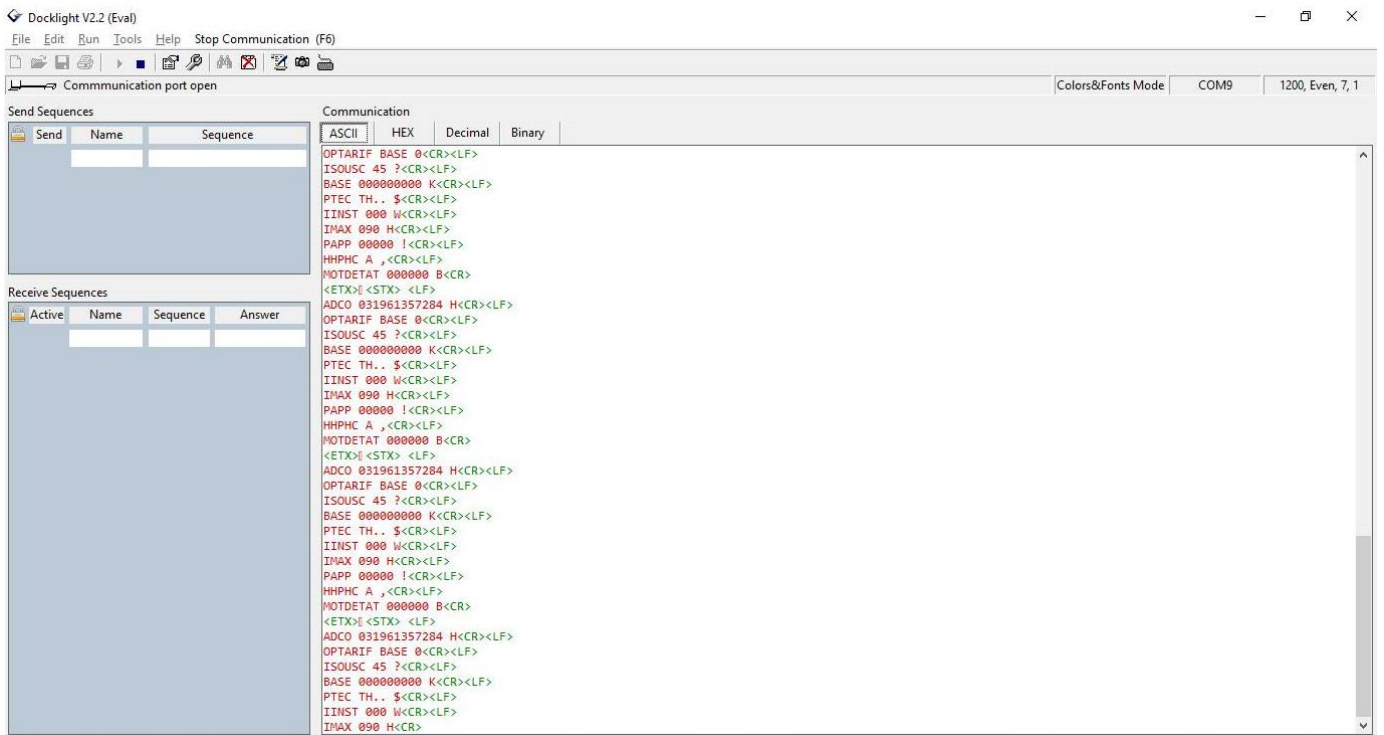 Docklight V2.2 (Eval)
File Edit Run Tools Help Stop Communication (F6)
Commmunication port open
Colors&Fonts Mode COM9 1200, Even, 7, 1
Send Sequences
Send Name Sequence
Receive Sequences
Active Name Sequence Answer
Communication
ASCII HEX Decimal Binary
OPTARIF BASE 0<CR><LF>
ISOUSC 45 ?<CR><LF>
BASE 000000000 K<CR><LF>
PTEC TH.. $<CR><LF>
IINST 000 W<CR><LF>
IMAX 090 H<CR><LF>
PAPP 00000 !<CR><LF>
HHPHC A ,<CR><LF>
MOTDETAT 000000 B<CR>
<ETX>▯<STX> <LF>
ADCO 031961357284 H<CR><LF>
OPTARIF BASE 0<CR><LF>
ISOUSC 45 ?<CR><LF>
BASE 000000000 K<CR><LF>
PTEC TH.. $<CR><LF>
IINST 000 W<CR><LF>
IMAX 090 H<CR><LF>
PAPP 00000 !<CR><LF>
HHPHC A ,<CR><LF>
MOTDETAT 000000 B<CR>
<ETX>▯<STX> <LF>
ADCO 031961357284 H<CR><LF>
OPTARIF BASE 0<CR><LF>
ISOUSC 45 ?<CR><LF>
BASE 000000000 K<CR><LF>
PTEC TH.. $<CR><LF>
IINST 000 W<CR><LF>
IMAX 090 H<CR><LF>
PAPP 00000 !<CR><LF>
HHPHC A ,<CR><LF>
MOTDETAT 000000 B<CR>
<ETX>▯<STX> <LF>
ADCO 031961357284 H<CR><LF>
OPTARIF BASE 0<CR><LF>
ISOUSC 45 ?<CR><LF>
BASE 000000000 K<CR><LF>
PTEC TH.. $<CR><LF>
IINST 000 W<CR><LF>
IMAX 090 H<CR>